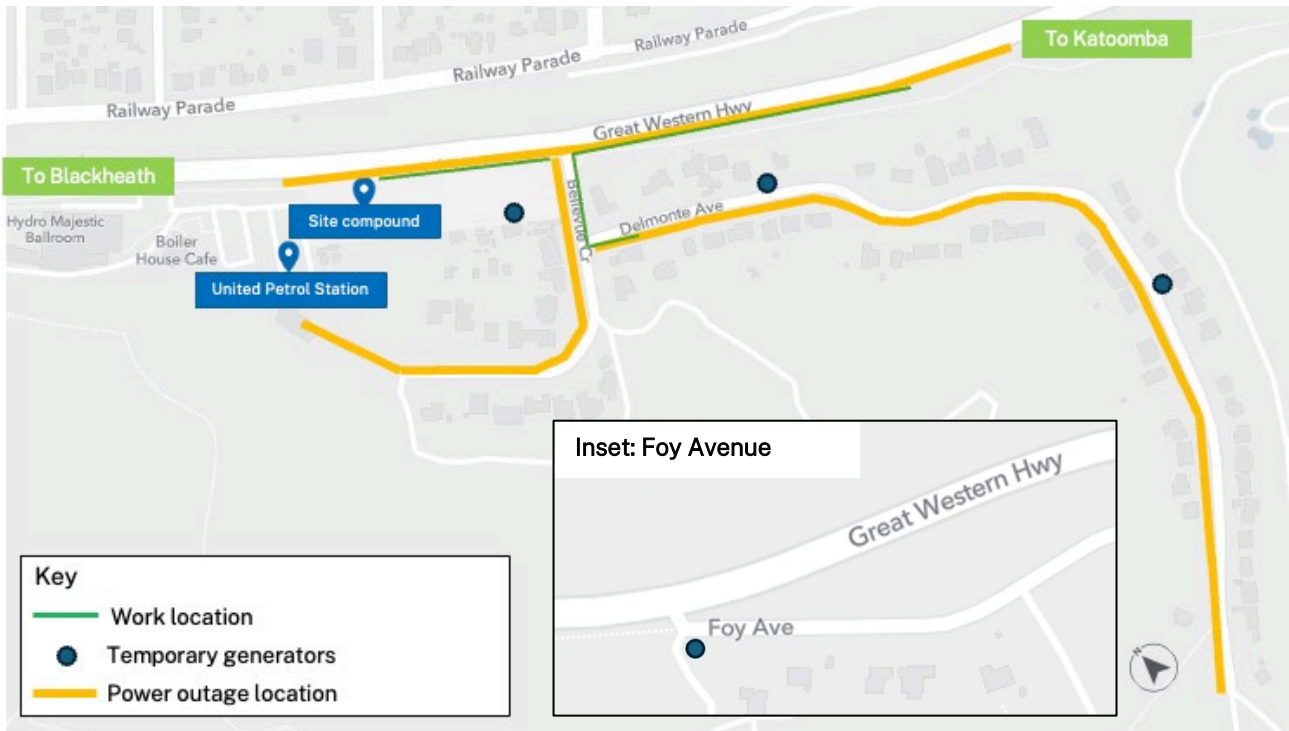 Railway Parade
To Katoomba
Railway Parade
Railway Parade
Great Western Hwy
To Blackheath
Site compound
Bellevue Cr
Delmonte Ave
Hydro Majestic
Ballroom
Boiler
House Cafe
United Petrol Station
Inset: Foy Avenue
Great Western Hwy
Foy Ave
Key
Work location
Temporary generators
Power outage location
N